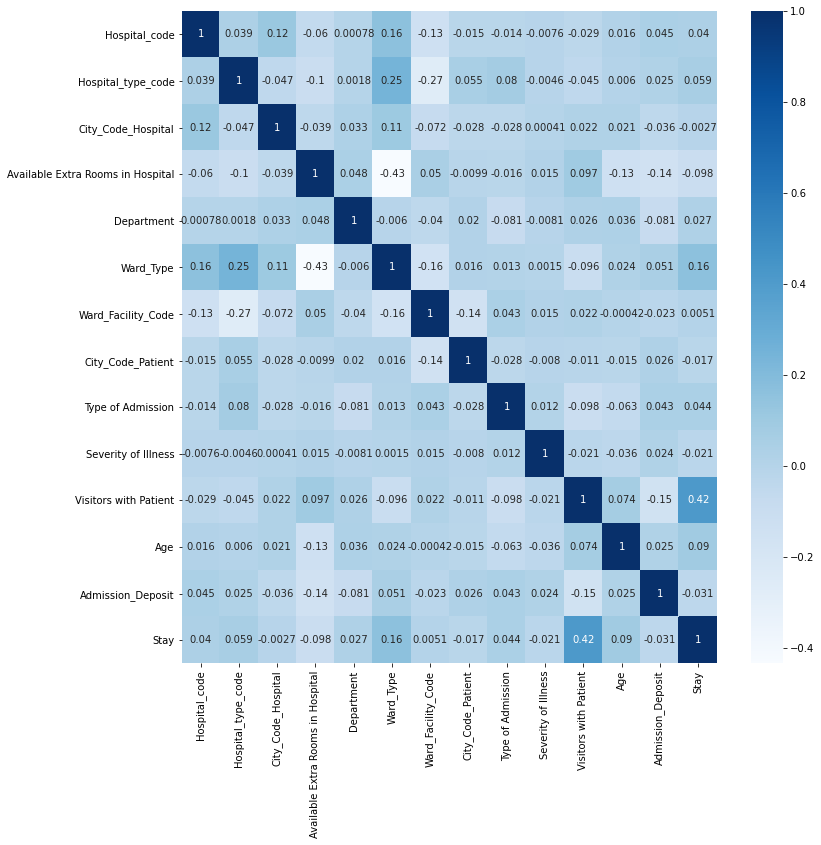 Hospital_code 1 0.039 0.12 -0.06 0.00078 0.16 -0.13 -0.015 -0.014 -0.0076 -0.029 0.016 0.045 0.04
1.0
Hospital_type_code 0.039 1 -0.047 -0.1 0.0018 0.25 -0.27 0.055 0.08 -0.0046 -0.045 0.006 0.025 0.059
0.8
City_Code_Hospital 0.12 -0.047 1 -0.039 0.033 0.11 -0.072 -0.028 -0.028 0.00041 0.022 0.021 -0.036 -0.0027
Available Extra Rooms in Hospital -0.06 -0.1 -0.039 1 0.048 -0.43 0.05 -0.0099 -0.016 0.015 0.097 -0.13 -0.14 -0.098
0.6
Department 0.00078 0.0018 0.033 0.048 1 -0.006 -0.04 0.02 -0.081 -0.0081 0.026 0.036 -0.081 0.027
0.4
Ward_Type 0.16 0.25 0.11 -0.43 -0.006 1 -0.16 0.016 0.013 0.0015 -0.096 0.024 0.051 0.16
Ward_Facility_Code -0.13 -0.27 -0.072 0.05 -0.04 -0.16 1 -0.14 0.043 0.015 0.022 -0.00042 -0.023 0.0051
0.2
City_Code_Patient -0.015 0.055 -0.028 -0.0099 0.02 0.016 -0.14 1 -0.028 -0.008 -0.011 -0.015 0.026 -0.017
Type of Admission -0.014 0.08 -0.028 -0.016 -0.081 0.013 0.043 -0.028 1 0.012 -0.098 -0.063 0.043 0.044
0.0
Severity of Illness -0.0076 -0.0046 0.00041 0.015 -0.0081 0.0015 0.015 -0.008 0.012 1 -0.021 -0.036 0.024 -0.021
Visitors with Patient -0.029 -0.045 0.022 0.097 0.026 -0.096 0.022 -0.011 -0.098 -0.021 1 0.074 -0.15 0.42
-0.2
Age 0.016 0.006 0.021 -0.13 0.036 0.024 -0.00042 -0.015 -0.063 -0.036 0.074 1 0.025 0.09
Admission_Deposit 0.045 0.025 -0.036 -0.14 -0.081 0.051 -0.023 0.026 0.043 0.024 -0.15 0.025 1 -0.031
Stay 0.04 0.059 -0.0027 -0.098 0.027 0.16 0.0051 -0.017 0.044 -0.021 0.42 0.09 -0.031 1
-0.4
Hospital_code
Hospital_type_code
City_Code_Hospital
Available Extra Rooms in Hospital
Department
Ward_Type
Ward_Facility_Code
City_Code_Patient
Type of Admission
Severity of Illness
Visitors with Patient
Age
Admission_Deposit
Stay